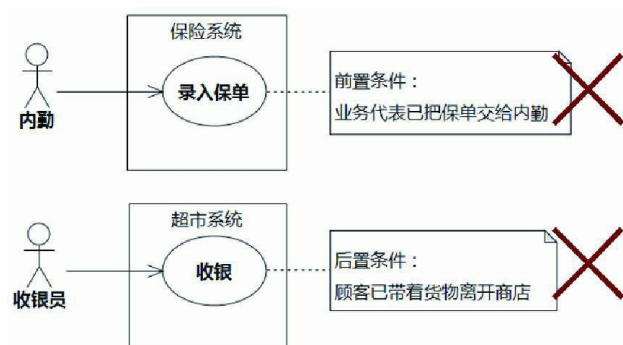 保险系统
录入保单
内勤
前置条件：
业务代表已把保单交给内勤
超市系统
收银
收银员
后置条件：
顾客已带着货物离开商店